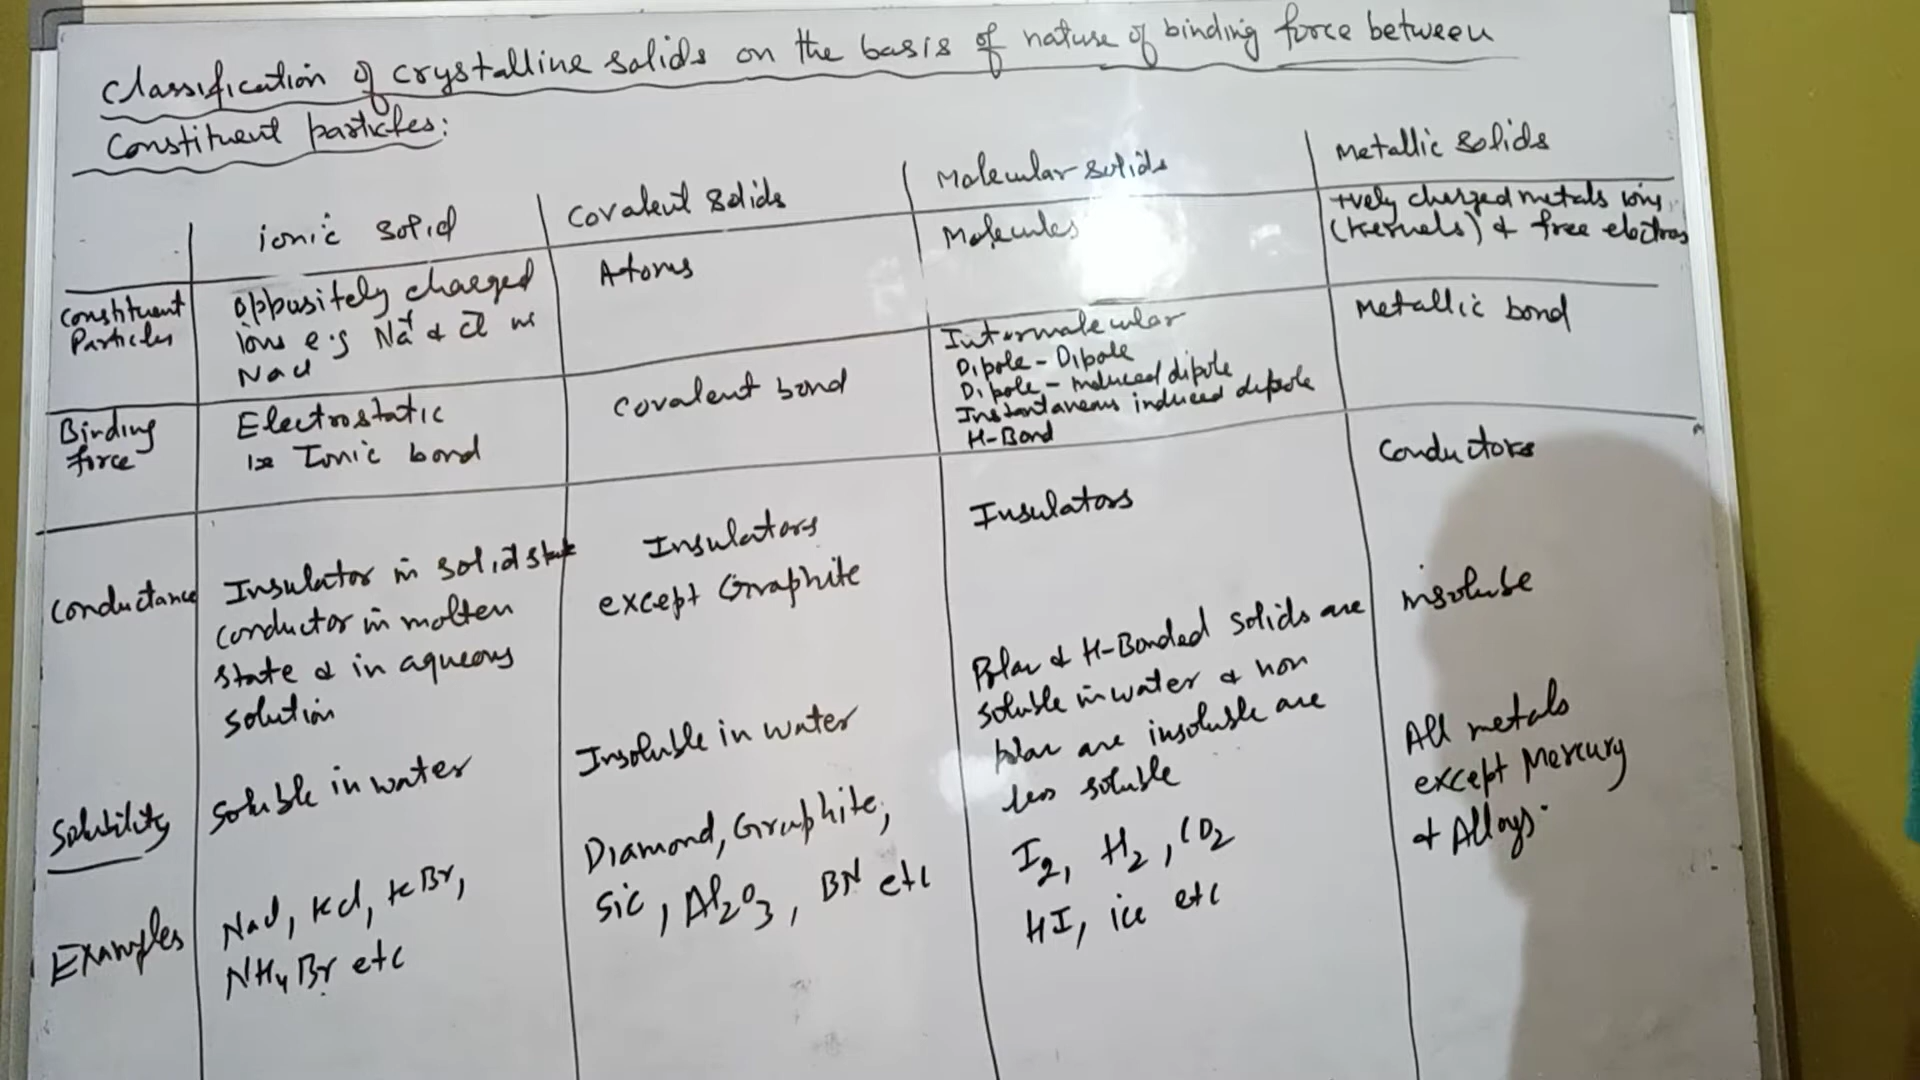 Classification of crystalline solids on the basis of nature of binding force between
Constituent particles:
ionic solid
Covalent solids
Molecular solids
Metallic solids
Constituent
Particles
oppositely charged
ions e.g Na+ & Cl- in
NaCl
Atoms
Molecules
+vely charged metals ions
(Kernels) & free electrons
Binding
force
Electrostatic
ie Ionic bond
Covalent bond
Intermolecular
Dipole-Dipole
Dipole-induced dipole
Instantaneous induced dipole
H-Bond
Metallic bond
Conductance
Insulator in solid state
conductor in molten
state & in aqueous
solution
Insulators
except Graphite
Insulators
Conductors
Solubility
Soluble in water
Insoluble in water
Polar & H-Bonded solids are
soluble in water & non
polar are insoluble are
less soluble
insoluble
Examples
NaCl, KCl, KBr,
NH4Br etc
Diamond, Graphite,
SiC, Al2O3, BN etc
I2, H2, CO2
HI, ice etc
All metals
except Mercury
& Alloys.